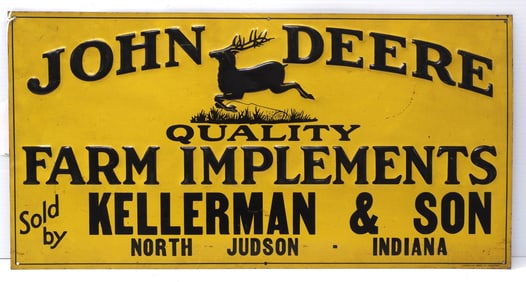 JOHN DEERE
QUALITY
FARM IMPLEMENTS
Sold by KELLERMAN & SON
NORTH JUDSON - INDIANA